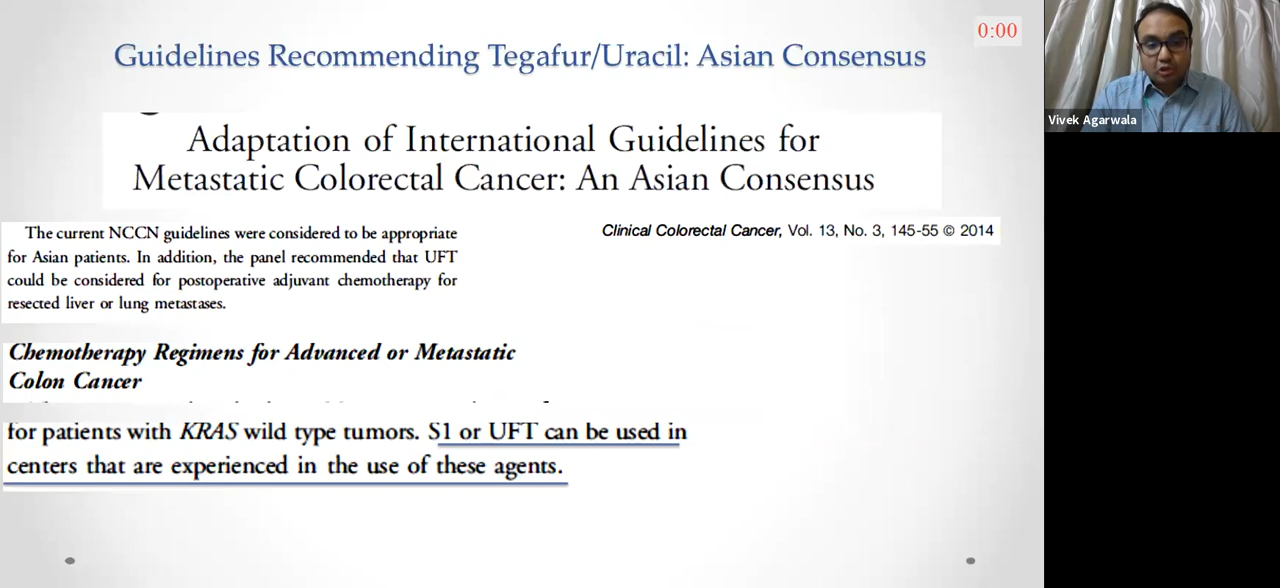 Guidelines Recommending Tegafur/Uracil: Asian Consensus
0:00
Vivek Agarwala
Adaptation of International Guidelines for
Metastatic Colorectal Cancer: An Asian Consensus
Clinical Colorectal Cancer, Vol. 13, No. 3, 145-55 © 2014
The current NCCN guidelines were considered to be appropriate
for Asian patients. In addition, the panel recommended that UFT
could be considered for postoperative adjuvant chemotherapy for
resected liver or lung metastases.
Chemotherapy Regimens for Advanced or Metastatic
Colon Cancer
for patients with KRAS wild type tumors. S1 or UFT can be used in
centers that are experienced in the use of these agents.